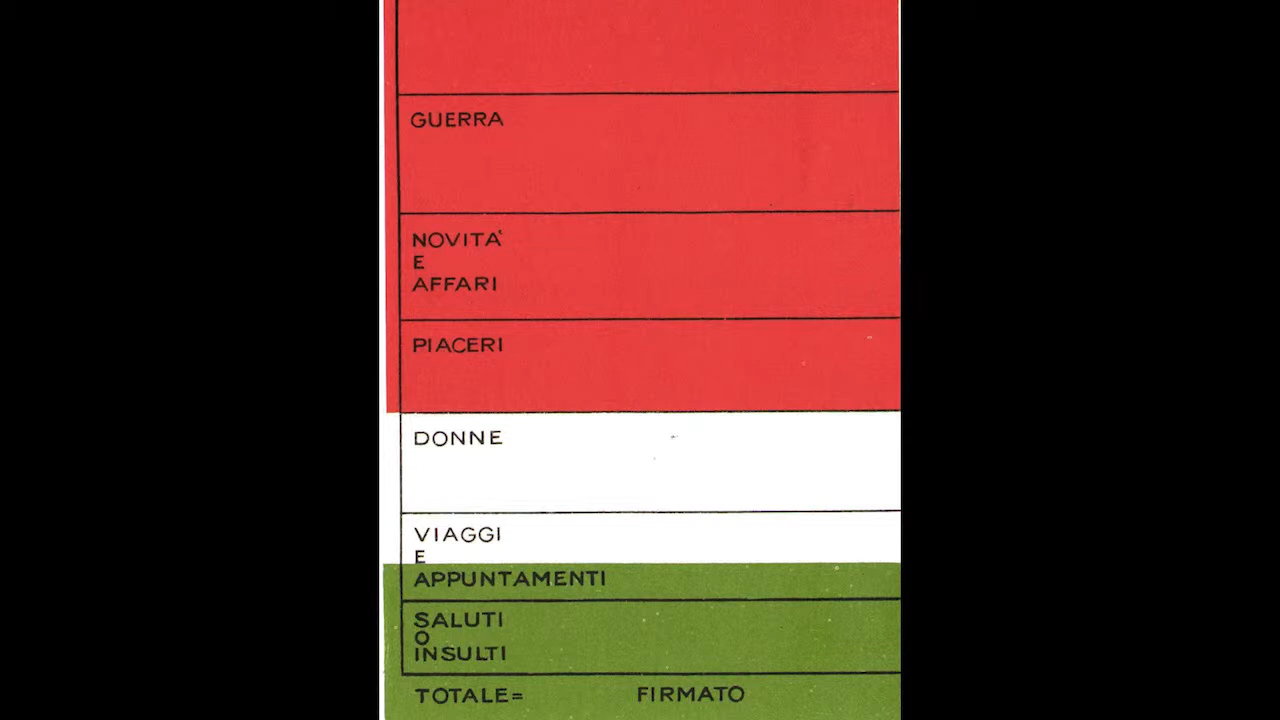 GUERRA
NOVITA'
E
AFFARI
PIACERI
DONNE
VIAGGI
E
APPUNTAMENTI
SALUTI
O
INSULTI
TOTALE= FIRMATO